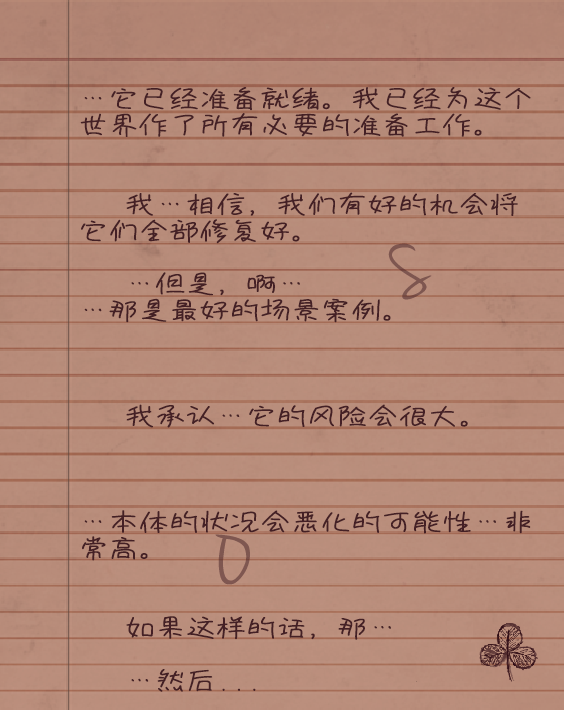 …它已经准备就绪。我已经为这个
世界作了所有必要的准备工作。
我…相信，我们有好的机会将
它们全部修复好。
S
…但是，啊…
…那是最好的场景案例。
我承认…它的风险会很大。
…本体的状况会恶化的可能性…非
常高。
D
如果这样的话，那…
…然后...